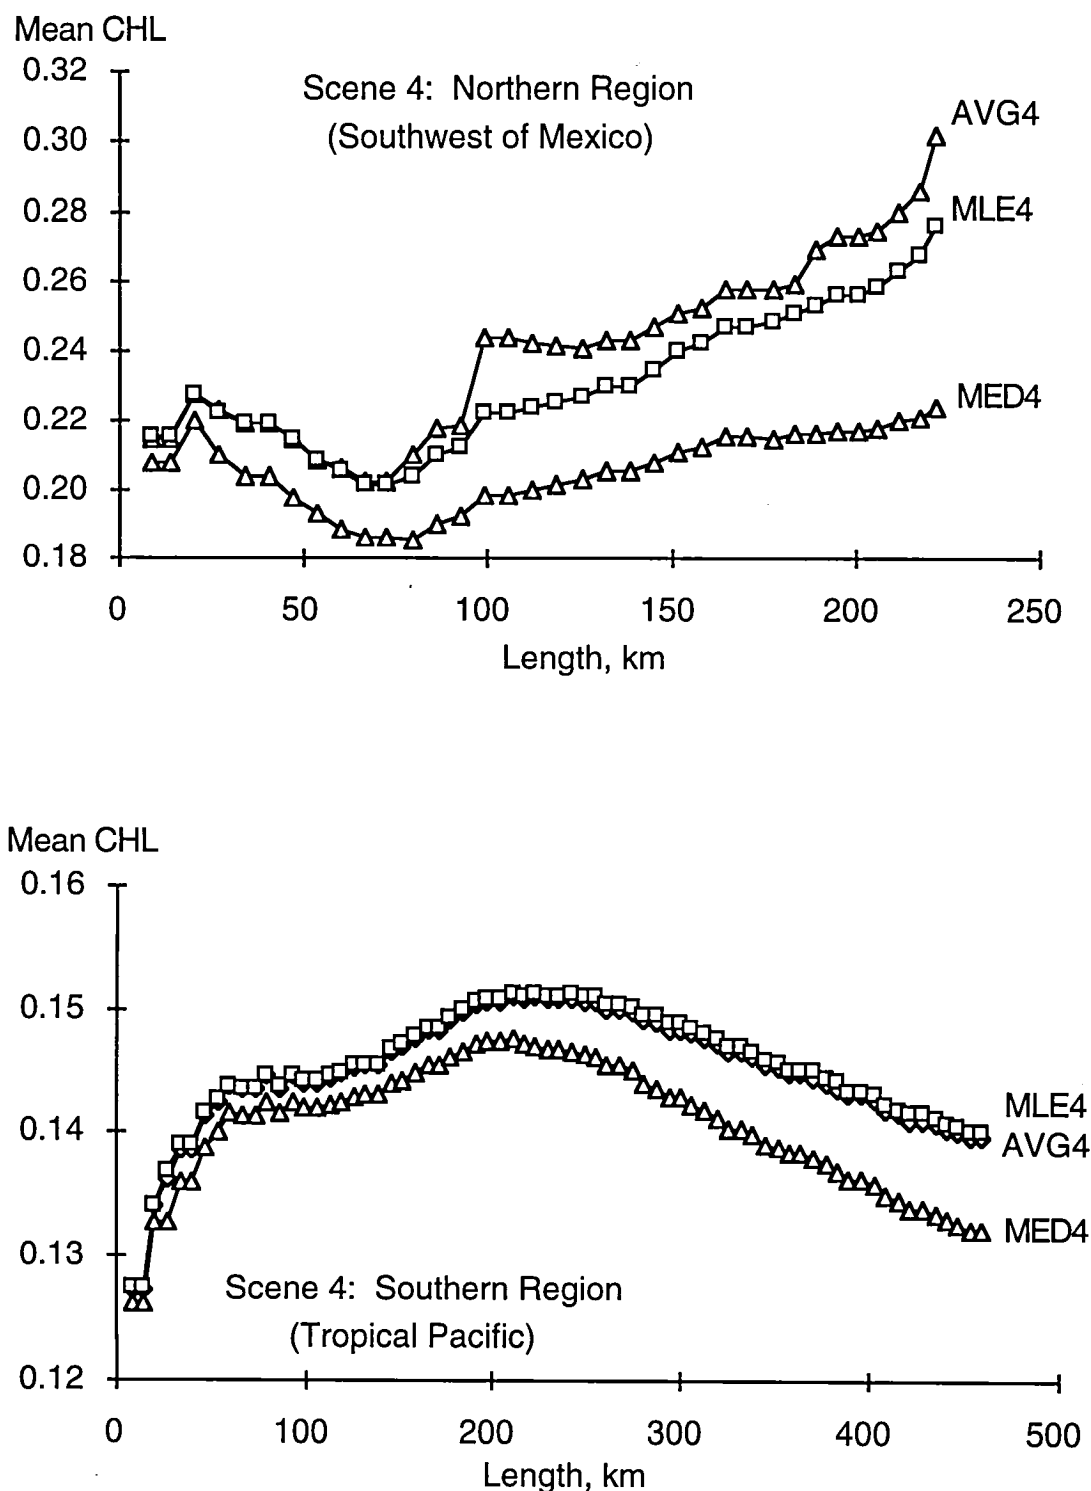 Mean CHL
0.32
Scene 4: Northern Region
(Southwest of Mexico)
AVG4
0.30
0.28
MLE4
0.26
0.24
MED4
0.22
0.20
0.18
0 50 100 150 200 250
Length, km
Mean CHL
0.16
0.15
0.14
MLE4
AVG4
0.13
MED4
Scene 4: Southern Region
(Tropical Pacific)
0.12
0 100 200 300 400 500
Length, km